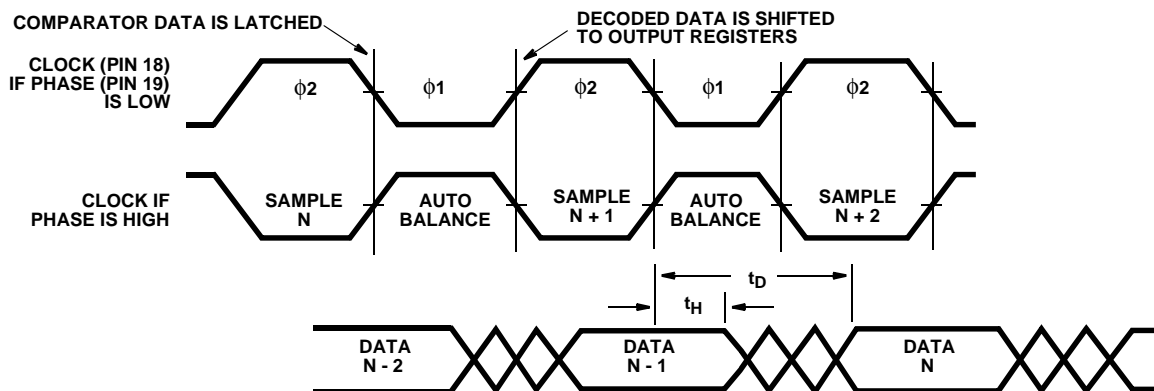 COMPARATOR DATA IS LATCHED
DECODED DATA IS SHIFTED
TO OUTPUT REGISTERS
CLOCK (PIN 18)
IF PHASE (PIN 19)
IS LOW
ϕ2
ϕ1
ϕ2
ϕ1
ϕ2
CLOCK IF
PHASE IS HIGH
SAMPLE
N
AUTO
BALANCE
SAMPLE
N + 1
AUTO
BALANCE
SAMPLE
N + 2
tD
tH
DATA
N - 2
DATA
N - 1
DATA
N